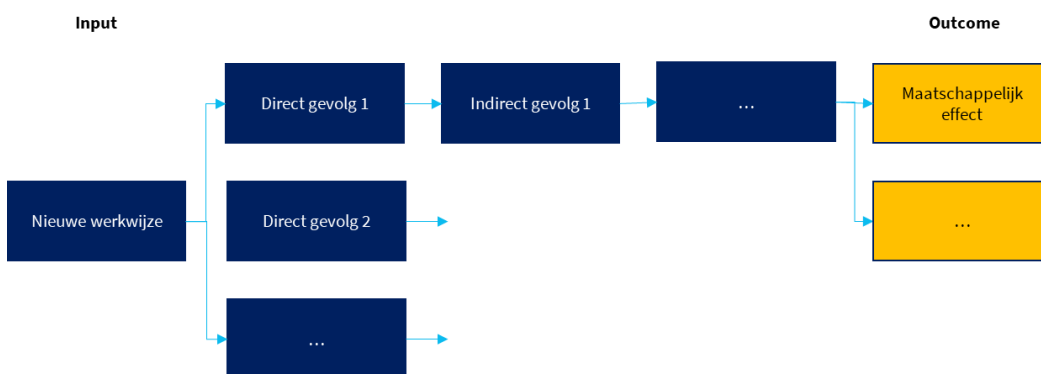 Input
Outcome
Direct gevolg 1
Indirect gevolg 1
...
Maatschappelijk
effect
Nieuwe werkwijze
Direct gevolg 2
...
...